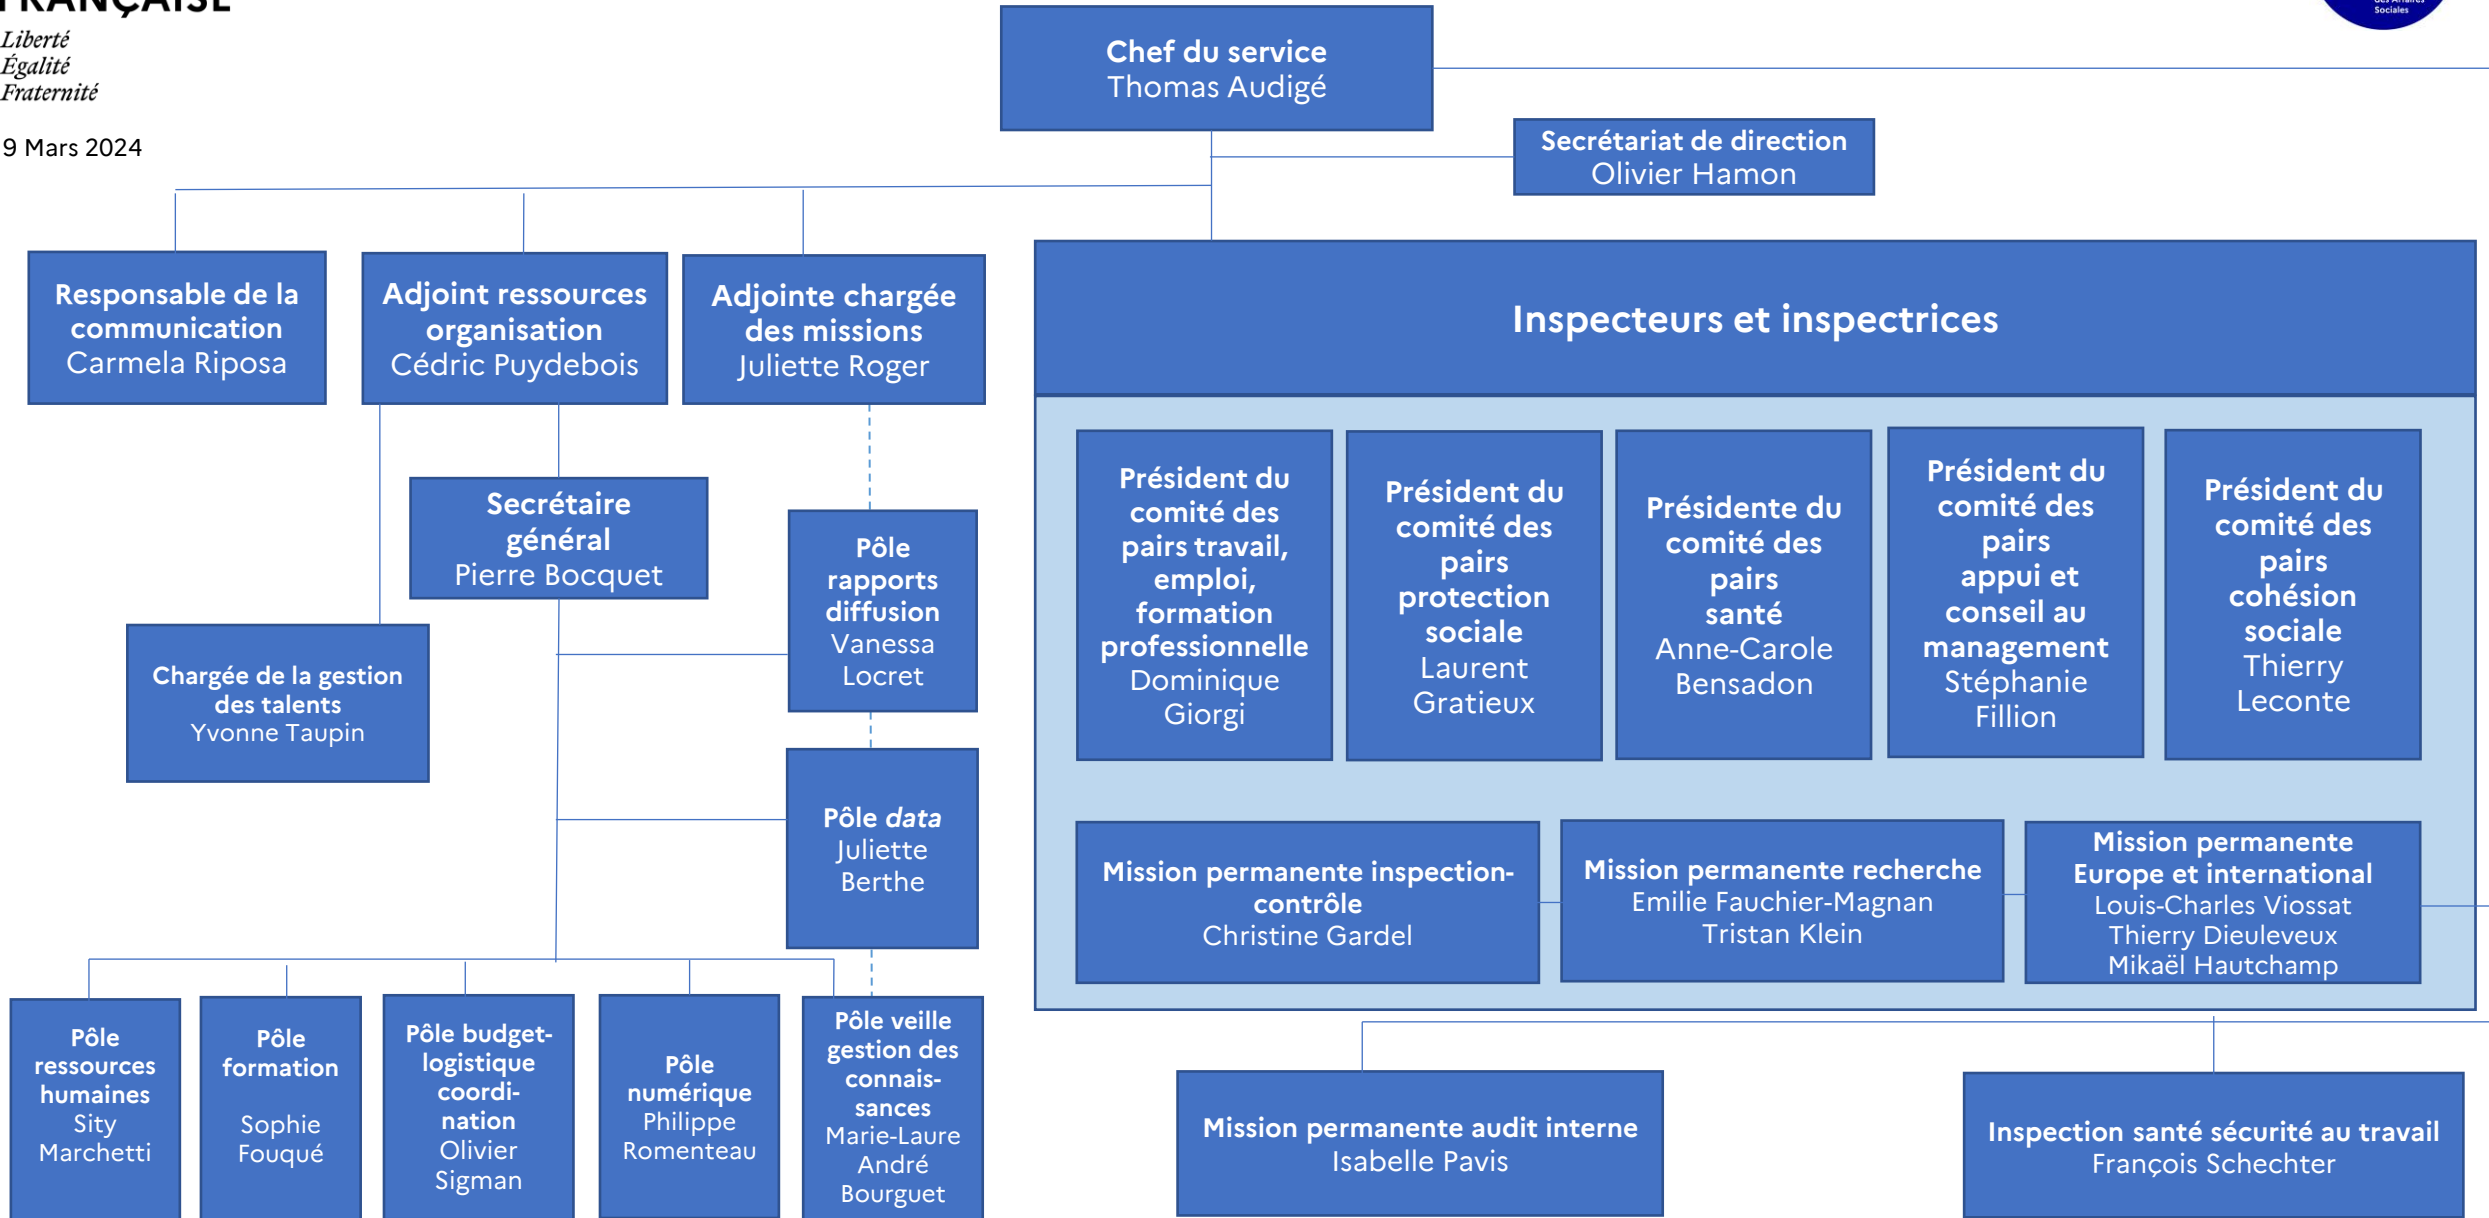 FRANÇAISE
Liberté
Égalité
Fraternité
9 Mars 2024
des Affaires
Sociales
Chef du service
Thomas Audigé
Secrétariat de direction
Olivier Hamon
Responsable de la
communication
Carmela Riposa
Adjoint ressources
organisation
Cédric Puydebois
Adjointe chargée
des missions
Juliette Roger
Inspecteurs et inspectrices
Secrétaire
général
Pierre Bocquet
Chargée de la gestion
des talents
Yvonne Taupin
Pôle
rapports
diffusion
Vanessa
Locret
Pôle data
Juliette
Berthe
Président du
comité des
pairs travail,
emploi,
formation
professionnelle
Dominique
Giorgi
Président du
comité des
pairs
protection
sociale
Laurent
Gratieux
Présidente du
comité des
pairs
santé
Anne-Carole
Bensadon
Président du
comité des
pairs
appui et
conseil au
management
Stéphanie
Fillion
Président du
comité des
pairs
cohésion
sociale
Thierry
Leconte
Mission permanente inspection-
contrôle
Christine Gardel
Mission permanente recherche
Emilie Fauchier-Magnan
Tristan Klein
Mission permanente
Europe et international
Louis-Charles Viossat
Thierry Dieuleveux
Mikaël Hautchamp
Pôle
ressources
humaines
Sity
Marchetti
Pôle
formation
Sophie
Fouqué
Pôle budget-
logistique
coordi-
nation
Olivier
Sigman
Pôle
numérique
Philippe
Romenteau
Pôle veille
gestion des
connais-
sances
Marie-Laure
André
Bourguet
Mission permanente audit interne
Isabelle Pavis
Inspection santé sécurité au travail
François Schechter